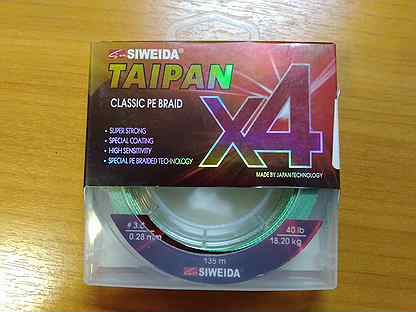 SIWEIDA®
TAIPAN
CLASSIC PE BRAID
X4
• SUPER STRONG
• SPECIAL COATING
• HIGH SENSITIVITY
• SPECIAL PE BRAIDED TECHNOLOGY
MADE BY JAPAN TECHNOLOGY
0.28 mm
40 lb
18.20 kg
135 m
SIWEIDA